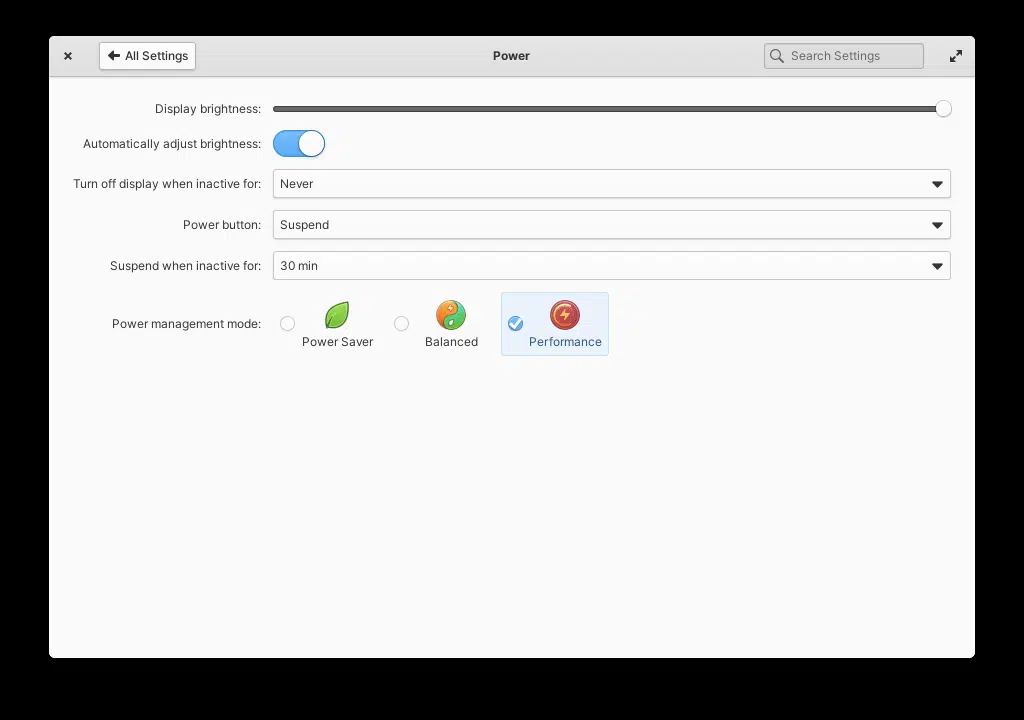 All Settings
Power
Search Settings
Display brightness:
Automatically adjust brightness:
Turn off display when inactive for: Never
Power button: Suspend
Suspend when inactive for: 30 min
Power management mode: Power Saver Balanced Performance